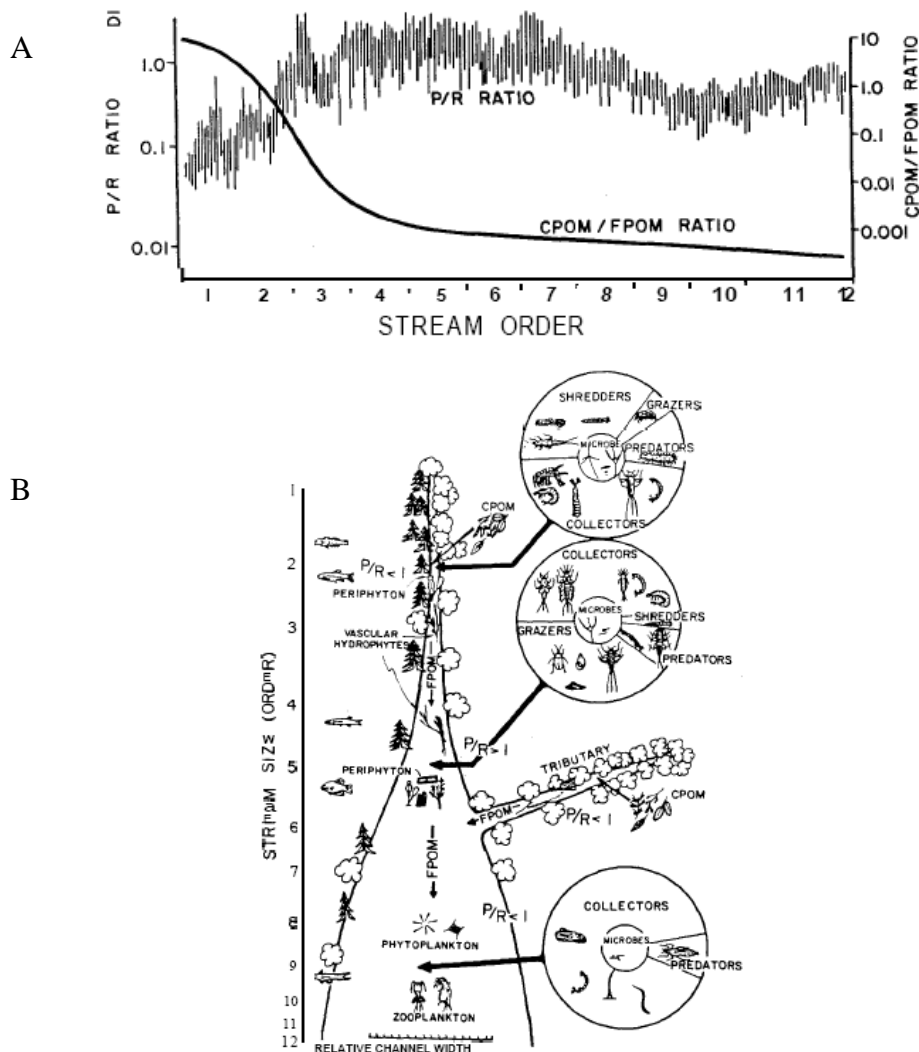 A
P/R RATIO DI
1.0
0.1
0.01
P/R RATIO
CPOM/FPOM RATIO
10
1.0
0.1
0.01
0.001
CPOM/FPOM RATIO
1 2 3 4 5 6 7 8 9 10 11 12
STREAM ORDER
B
SHREDDERS
GRAZERS
MICROBES
PREDATORS
COLLECTORS
1
CPOM
2
P/R < 1
PERIPHYTON
COLLECTORS
MICROBES
SHREDDERS
GRAZERS
PREDATORS
3
VASCULAR
HYDROPHYTES
FPOM
4
P/R > 1
5
PERIPHYTON
TRIBUTARY
CPOM
FPOM
P/R < 1
6
FPOM
7
P/R < 1
8
PHYTOPLANKTON
COLLECTORS
MICROBES
PREDATORS
9
10
ZOOPLANKTON
11
12
RELATIVE CHANNEL WIDTH